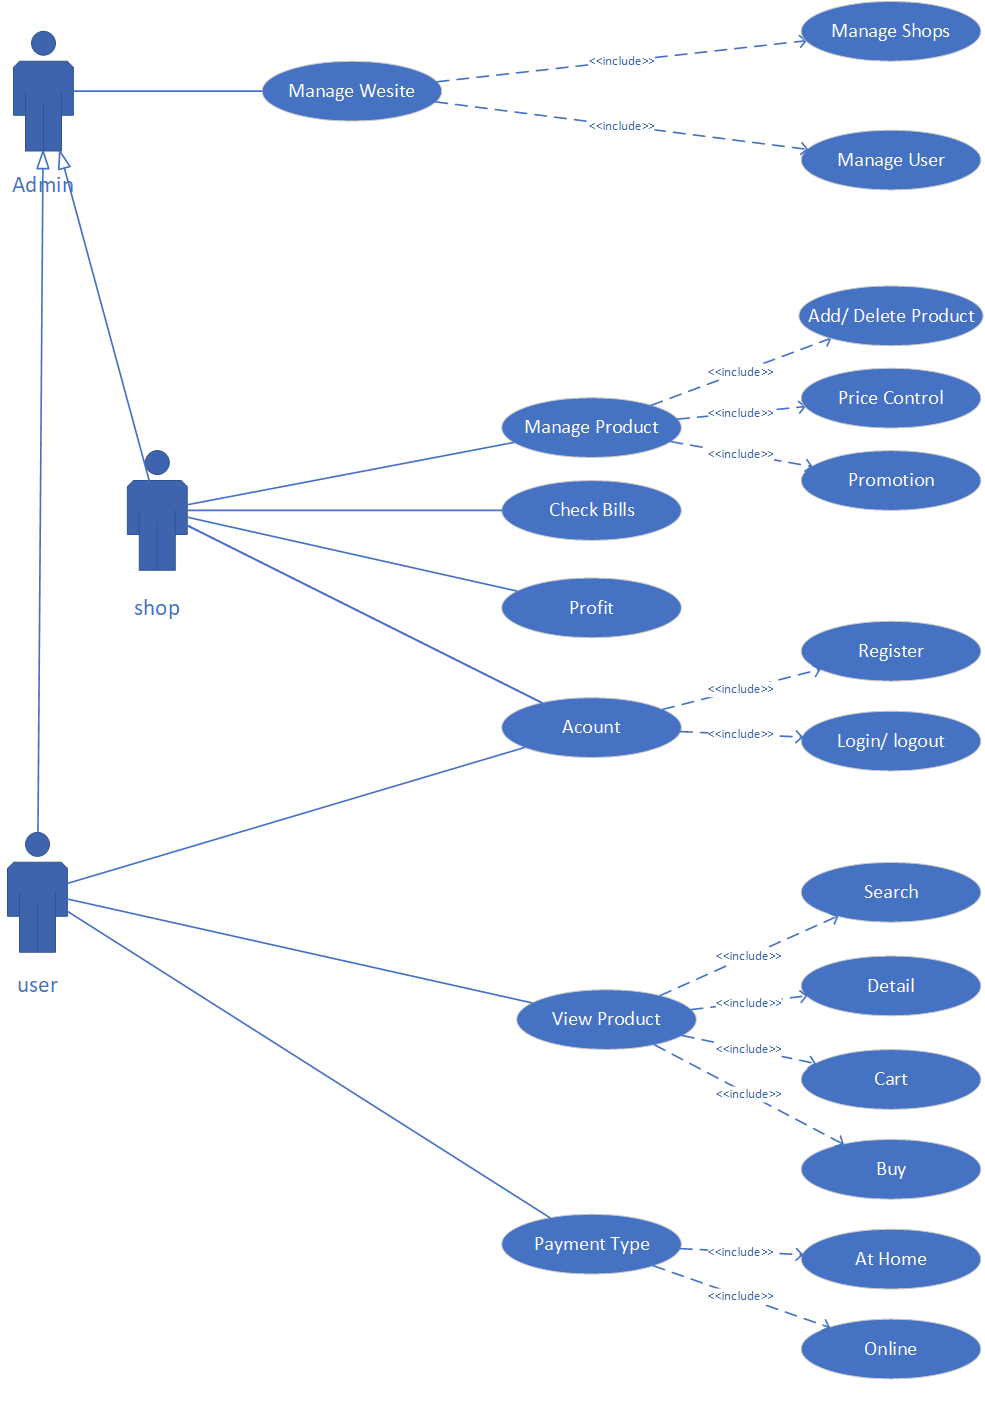 Manage Shops
<<include>>
Manage Wesite
<<include>>
Manage User
Admin
Add/ Delete Product
<<include>>
Price Control
<<include>>
Manage Product
<<include>>
Promotion
Check Bills
shop
Profit
Register
<<include>>
Acount
<<include>>
Login/ logout
Search
<<include>>
user
Detail
<<include>>
View Product
<<include>>
Cart
<<include>>
Buy
Payment Type
<<include>>
At Home
<<include>>
Online